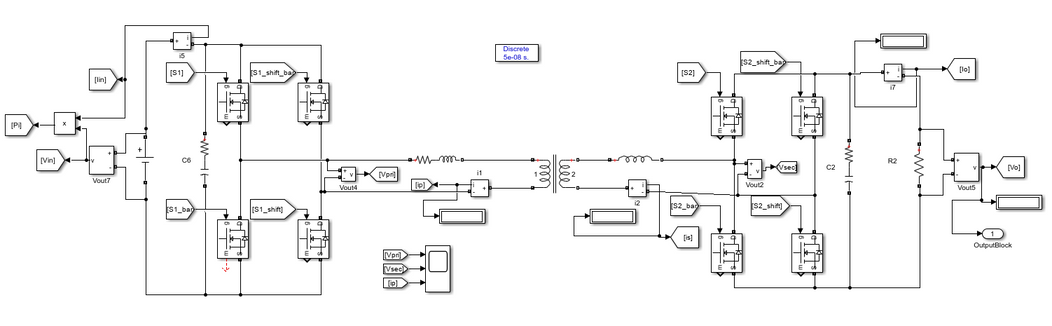 Discrete
5e-08 s.
i
+
-
i5
[Iin]
[S1]
[S1_shift_bar
[Pi]
x
[Vin]
v
+
-
Vout7
+
C6
[S1_bar
[S1_shift]
+
-
v
Vout4
[Vpri]
[ip]
i1
i
+
1
2
i
+
-
i2
[is]
[Vpri]
[Vsec]
[ip]
[S2]
[S2_shift_bar
[S2_bar
[S2_shift]
+
-
v
Vout2
[Vsec]
C2
R2
i
+
-
i7
[Io]
+
-
v
Vout5
[Vo]
1
OutputBlock